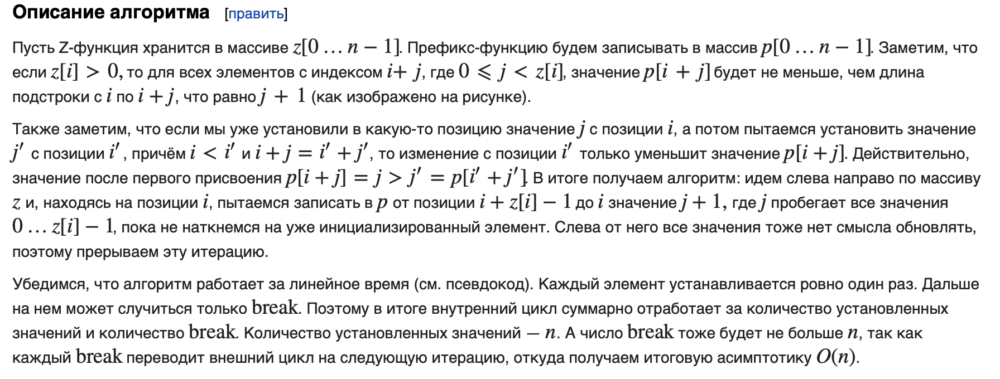 Описание алгоритма [править]
Пусть Z-функция хранится в массиве z[0 … n − 1]. Префикс-функцию будем записывать в массив p[0 … n − 1]. Заметим, что
если z[i] > 0, то для всех элементов с индексом i + j, где 0 ⩽ j < z[i], значение p[i + j] будет не меньше, чем длина
подстроки с i по i + j, что равно j + 1 (как изображено на рисунке).
Также заметим, что если мы уже установили в какую-то позицию значение j с позиции i, а потом пытаемся установить значение
j′ с позиции i′, причём i < i′ и i + j = i′ + j′, то изменение с позиции i′ только уменьшит значение p[i + j]. Действительно,
значение после первого присвоения p[i + j] = j > j′ = p[i′ + j′]. В итоге получаем алгоритм: идем слева направо по массиву
z и, находясь на позиции i, пытаемся записать в p от позиции i + z[i] − 1 до i значение j + 1, где j пробегает все значения
0 … z[i] − 1, пока не наткнемся на уже инициализированный элемент. Слева от него все значения тоже нет смысла обновлять,
поэтому прерываем эту итерацию.
Убедимся, что алгоритм работает за линейное время (см. псевдокод). Каждый элемент устанавливается ровно один раз. Дальше
на нем может случиться только break. Поэтому в итоге внутренний цикл суммарно отработает за количество установленных
значений и количество break. Количество установленных значений — n. А число break тоже будет не больше n, так как
каждый break переводит внешний цикл на следующую итерацию, откуда получаем итоговую асимптотику O(n).